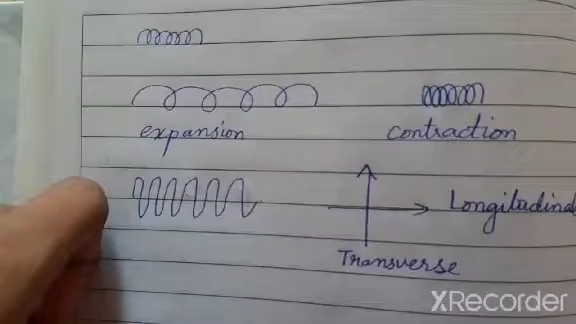 expansion
contraction
Longitudinal
Transverse
XRecorder